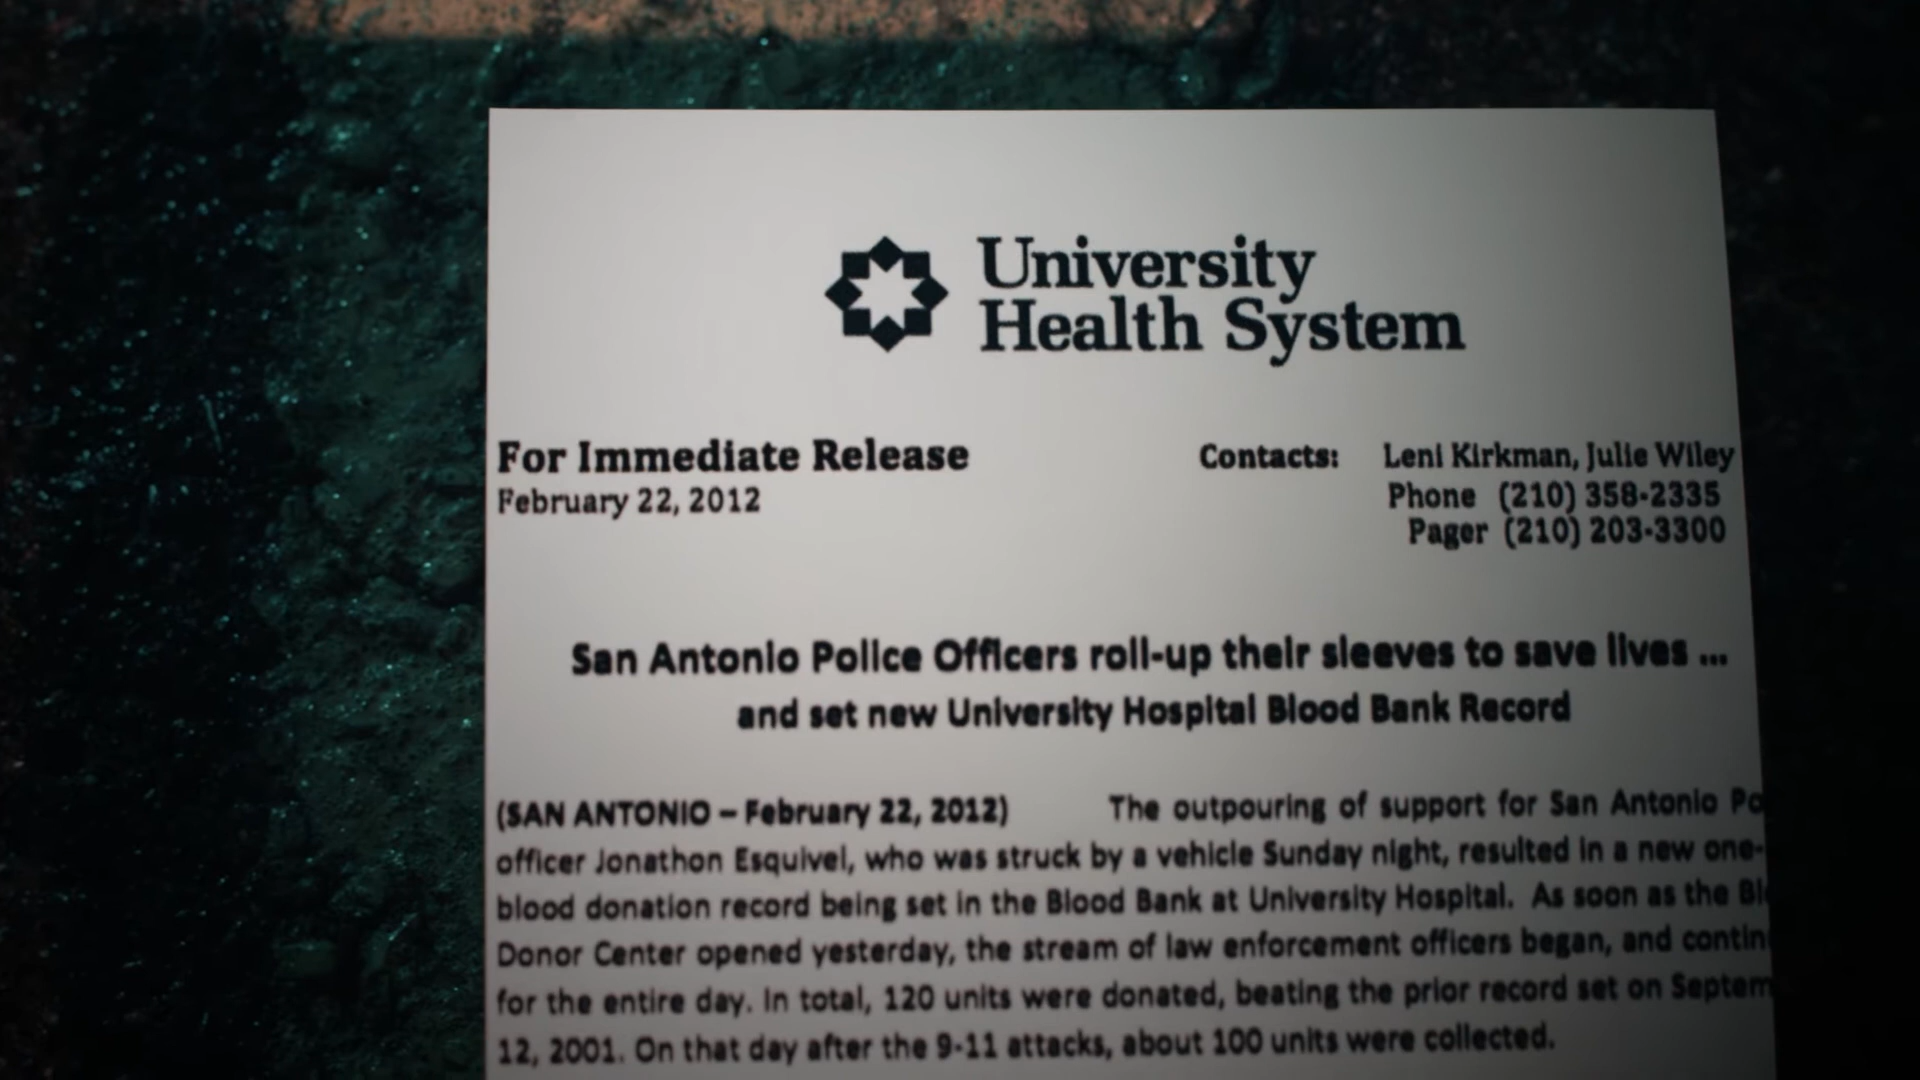 University
Health System
For Immediate Release
February 22, 2012
Contacts: Leni Kirkman, Julie Wiley
Phone (210) 358-2335
Pager (210) 203-3300
San Antonio Police Officers roll-up their sleeves to save lives ...
and set new University Hospital Blood Bank Record
(SAN ANTONIO – February 22, 2012) The outpouring of support for San Antonio Po
officer Jonathon Esquivel, who was struck by a vehicle Sunday night, resulted in a new one-
blood donation record being set in the Blood Bank at University Hospital. As soon as the Bl
Donor Center opened yesterday, the stream of law enforcement officers began, and contin
for the entire day. In total, 120 units were donated, beating the prior record set on Septem
12, 2001. On that day after the 9-11 attacks, about 100 units were collected.